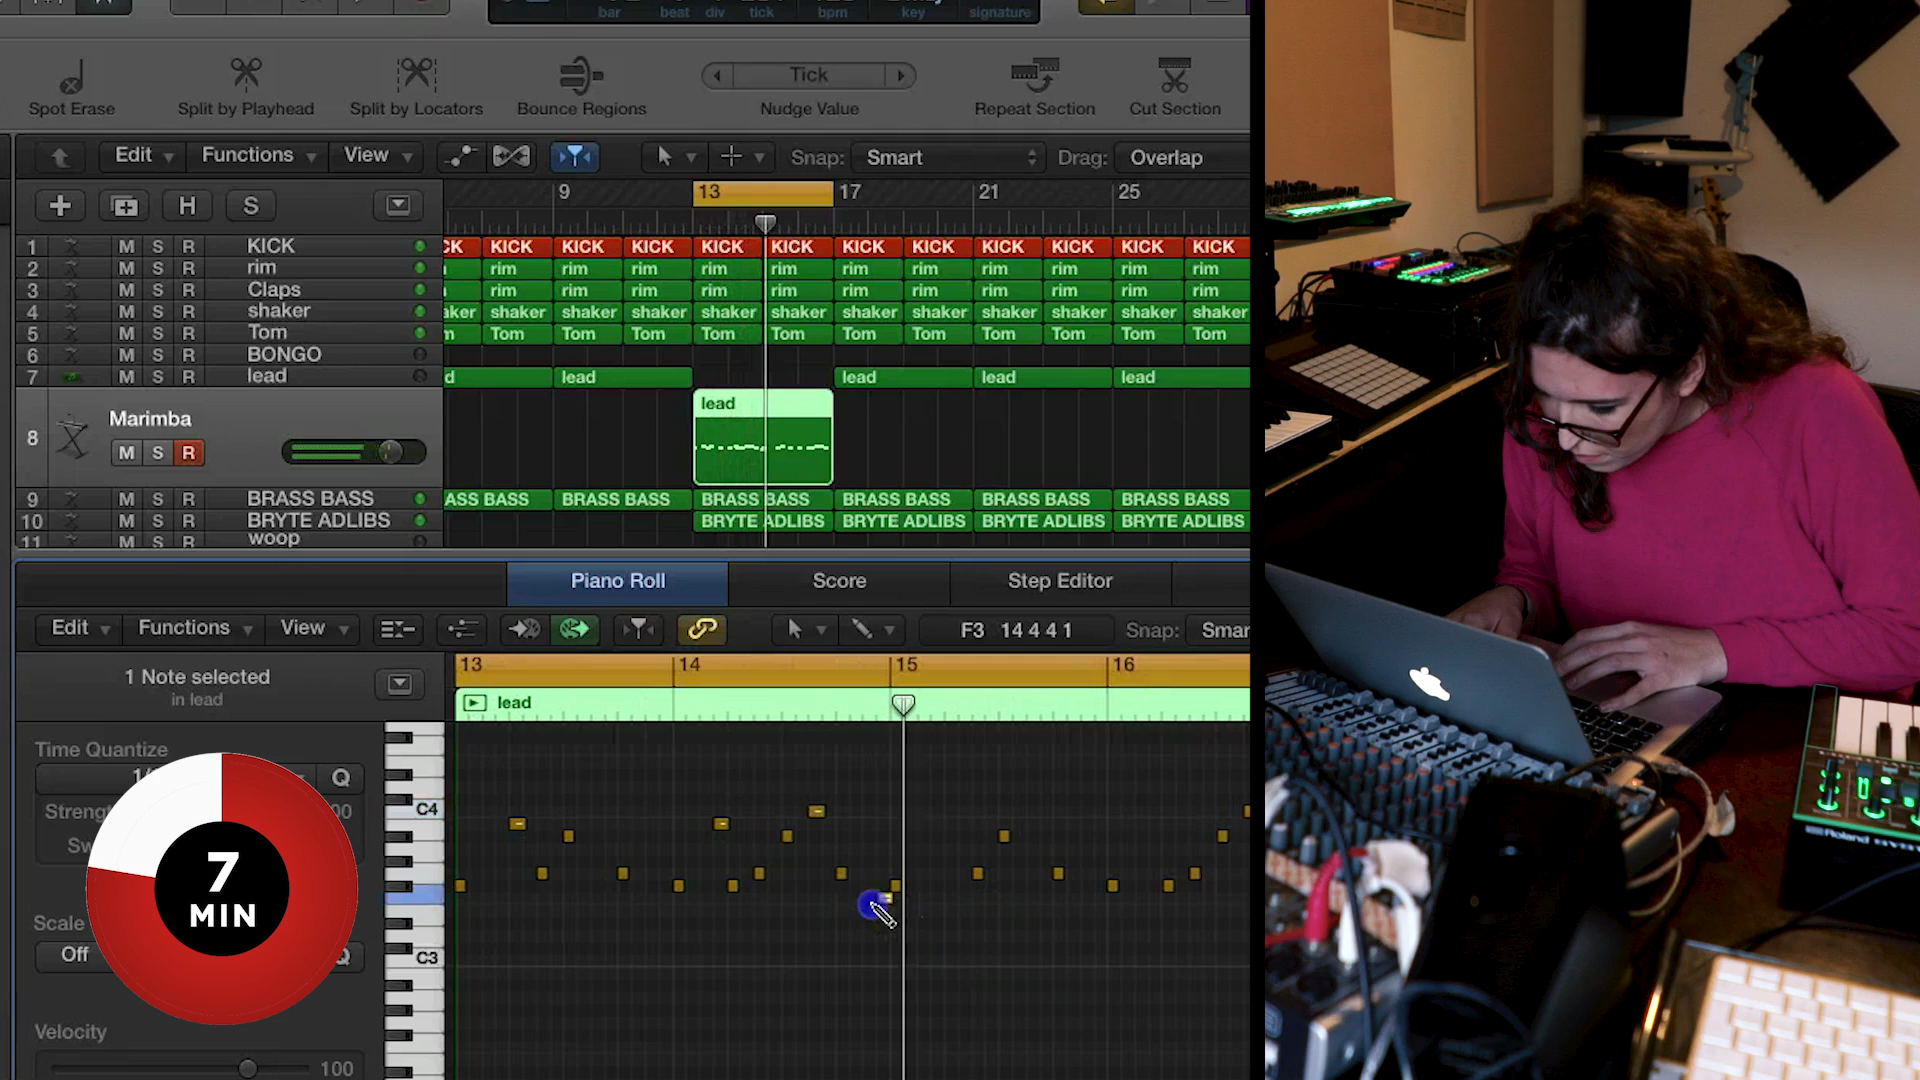 bar beat div tick bpm key signature
Spot Erase Split by Playhead Split by Locators Bounce Regions Tick Nudge Value Repeat Section Cut Section
Edit Functions View Snap: Smart Drag: Overlap
H S 9 13 17 21 25
1 M S R KICK KICK KICK KICK KICK KICK KICK KICK KICK KICK KICK KICK
2 M S R rim rim rim rim rim rim rim rim rim rim rim rim
3 M S R Claps rim rim rim rim rim rim rim rim rim rim rim
4 M S R shaker aker shaker shaker shaker shaker shaker shaker shaker shaker shaker shaker shaker
5 M S R Tom Tom Tom Tom Tom Tom Tom Tom Tom Tom Tom Tom
6 M S R BONGO
7 M S R lead d lead lead lead lead
8 Marimba lead
M S R
9 M S R BRASS BASS ASS BASS BRASS BASS BRASS BASS BRASS BASS BRASS BASS BRASS BASS
10 M S R BRYTE ADLIBS BRYTE ADLIBS BRYTE ADLIBS BRYTE ADLIBS BRYTE ADLIBS
11 M S R woop
Piano Roll Score Step Editor
Edit Functions View F3 14 4 4 1 Snap: Smar
13 14 15 16
1 Note selected
in lead
lead
Time Quantize
Q
Streng 00
Sw
C4
7
MIN
Scale
Off Q
C3
Velocity
100
Roland